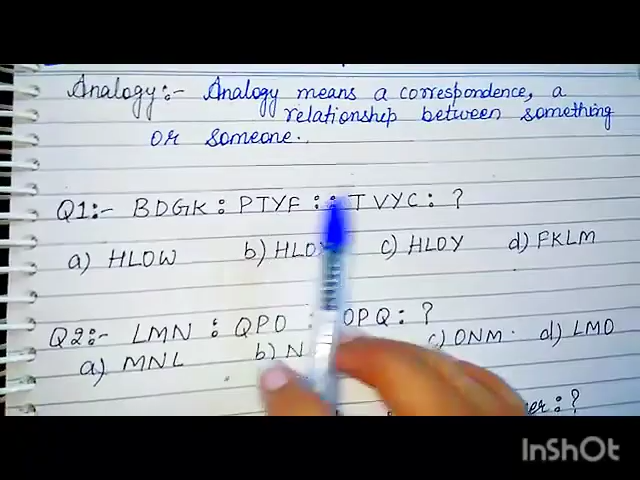 Analogy:- Analogy means a correspondence, a
relationship between something
or someone.
Q1:- BDGK : PTYF :: TVYC : ?
a) HLOW b) HLO c) HLOY d) FKLM
Q2:- LMN : QPO : OPQ : ?
a) MNL b) N c) ONM. d) LMO
: ?
InShOt